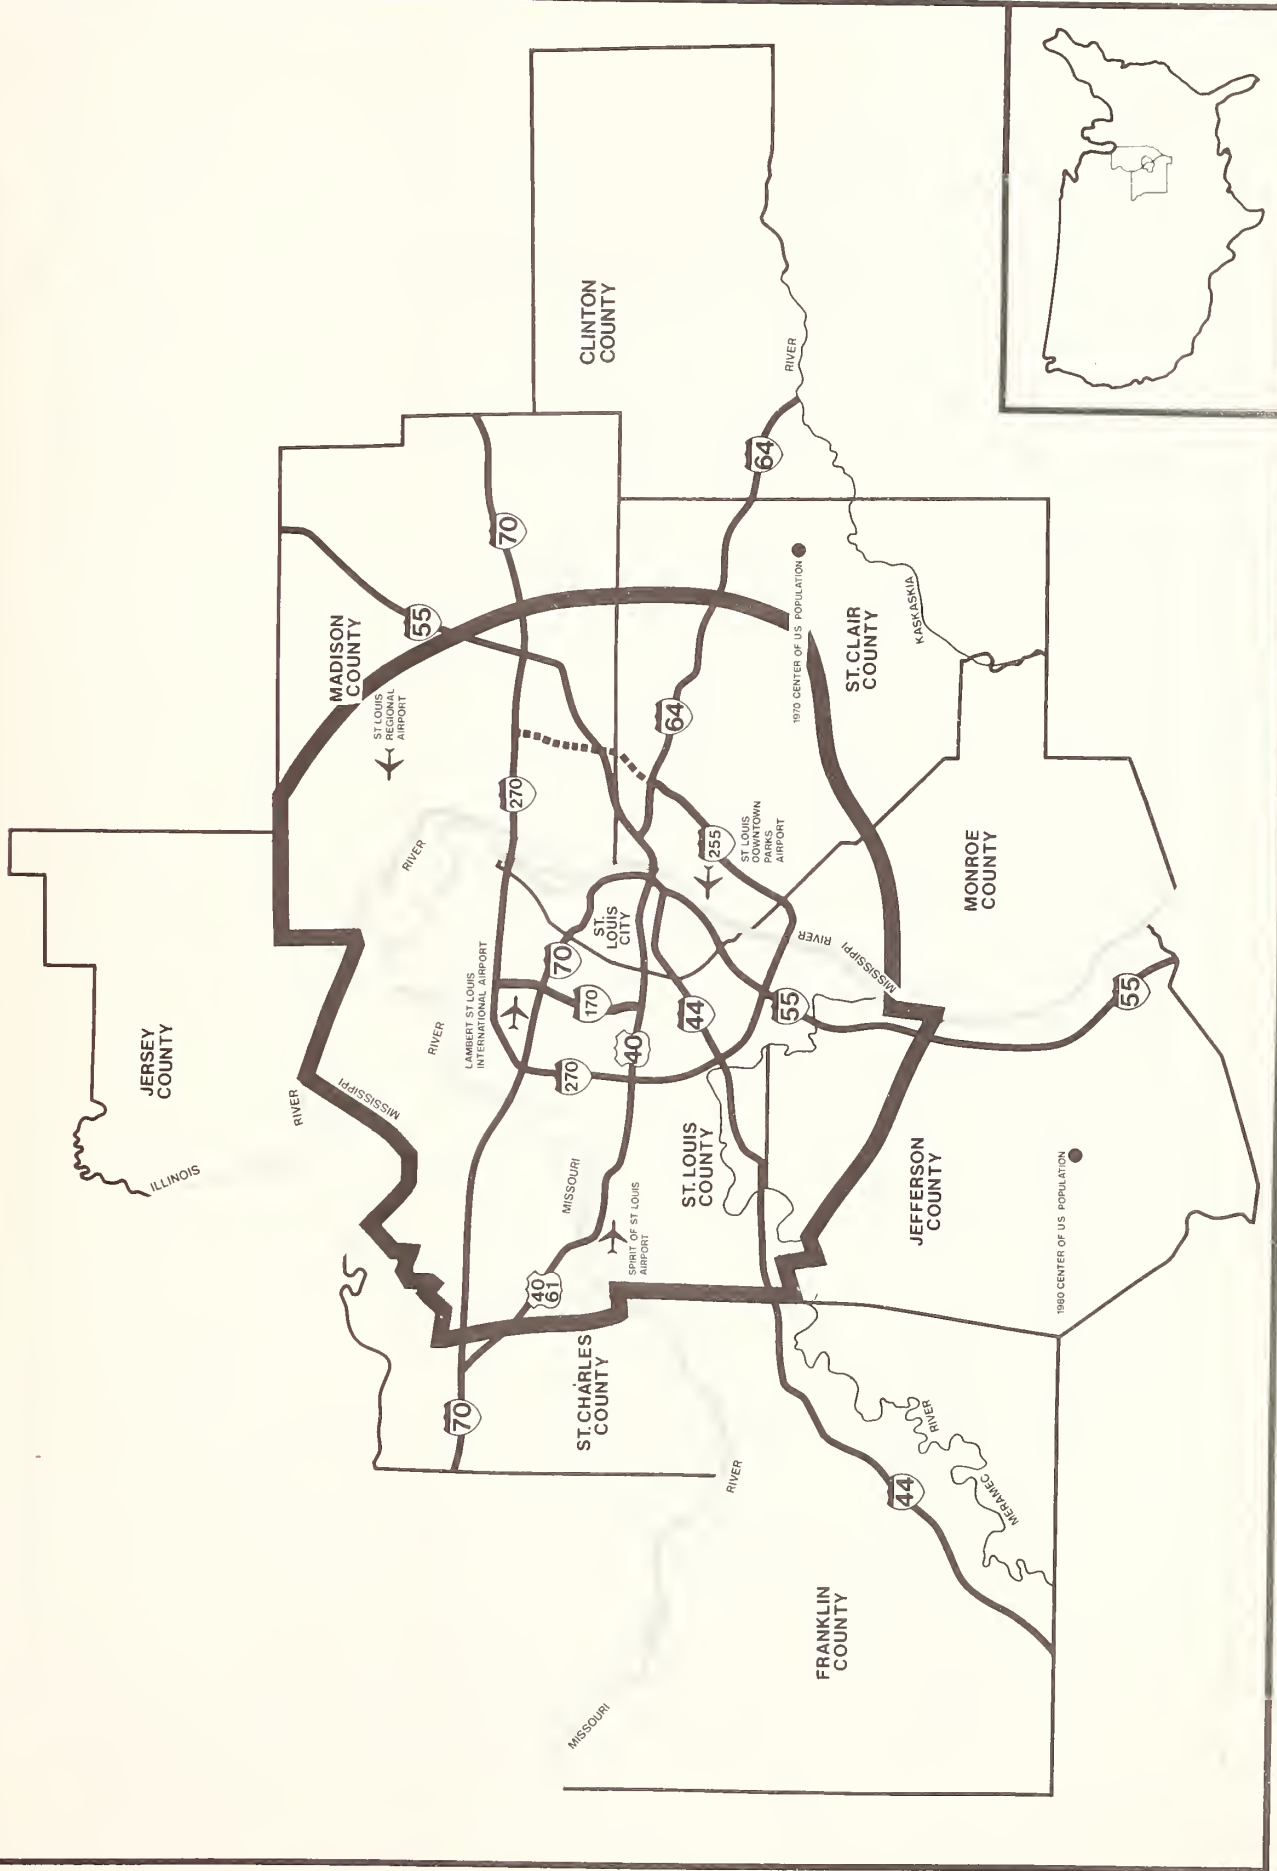 JERSEY
COUNTY
ILLINOIS
RIVER
MISSISSIPPI
RIVER
RIVER
MADISON
COUNTY
ST LOUIS
REGIONAL
AIRPORT
55
70
CLINTON
COUNTY
270
LAMBERT ST LOUIS
INTERNATIONAL AIRPORT
70
40
61
ST. CHARLES
COUNTY
MISSOURI
SPIRIT OF ST LOUIS
AIRPORT
270
170
70
ST.
LOUIS
CITY
40
64
64
RIVER
44
255
ST LOUIS
DOWNTOWN
PARKS
AIRPORT
1970 CENTER OF US POPULATION
ST. LOUIS
COUNTY
55
RIVER
MISSISSIPPI
ST. CLAIR
COUNTY
KASKASKIA
MISSOURI
RIVER
FRANKLIN
COUNTY
44
RIVER
MERAMEC
JEFFERSON
COUNTY
MONROE
COUNTY
1980 CENTER OF US POPULATION
55